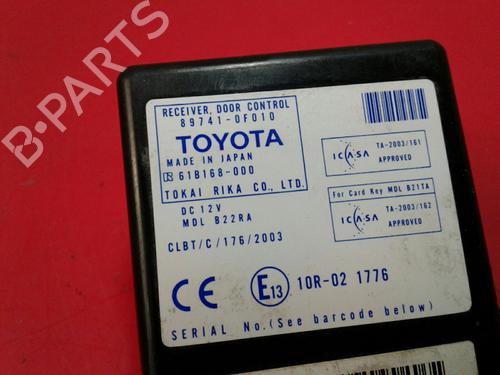 B-PARTS
RECEIVER, DOOR CONTROL
89741-0F010
TOYOTA
MADE IN JAPAN
61B168-000
TOKAI RIKA CO., LTD.
DC 12V
MDL B22RA
CLBT/C/176/2003
CE E13 10R-02 1776
SERIAL No.(See barcode below)
ICASA
TA-2003/161
APPROVED
For Card Key MDL B21TA
ICASA
TA-2003/162
APPROVED